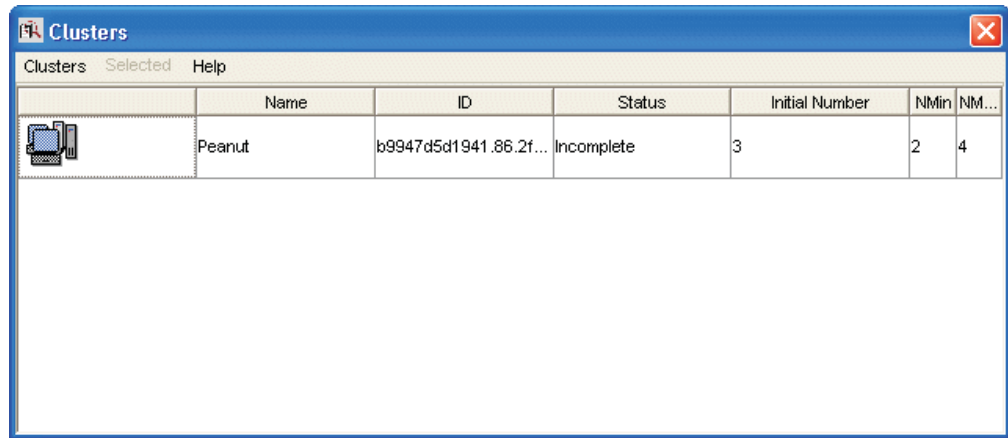 Clusters
Clusters Selected Help
Name ID Status Initial Number NMin NM...
Peanut b9947d5d1941.86.2f... Incomplete 3 2 4